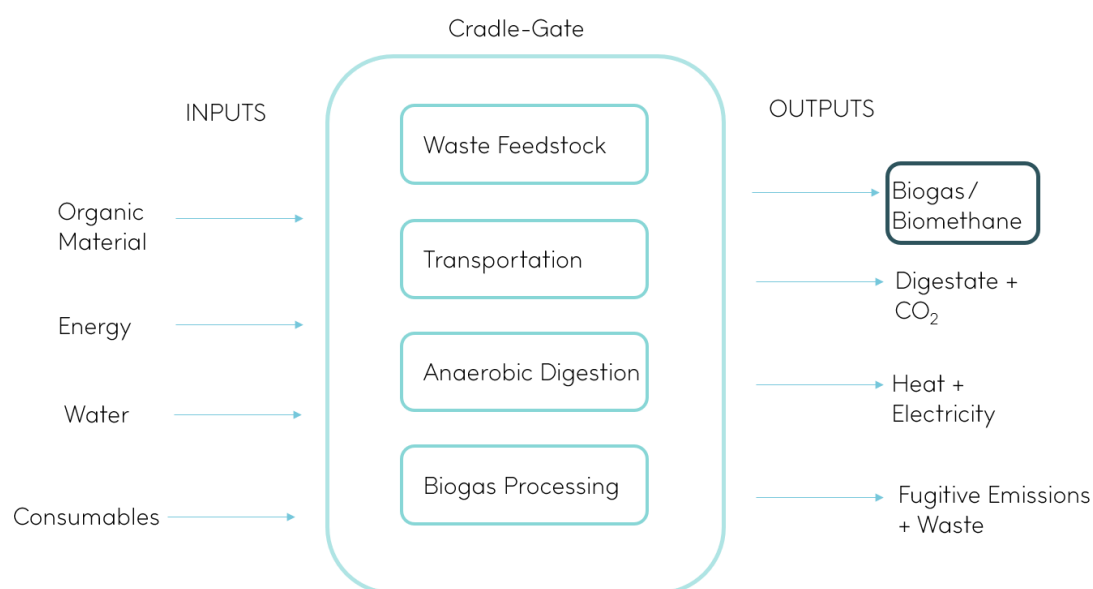 Cradle-Gate
INPUTS
OUTPUTS
Organic
Material
Energy
Water
Consumables
Waste Feedstock
Transportation
Anaerobic Digestion
Biogas Processing
Biogas/
Biomethane
Digestate +
CO₂
Heat +
Electricity
Fugitive Emissions
+ Waste